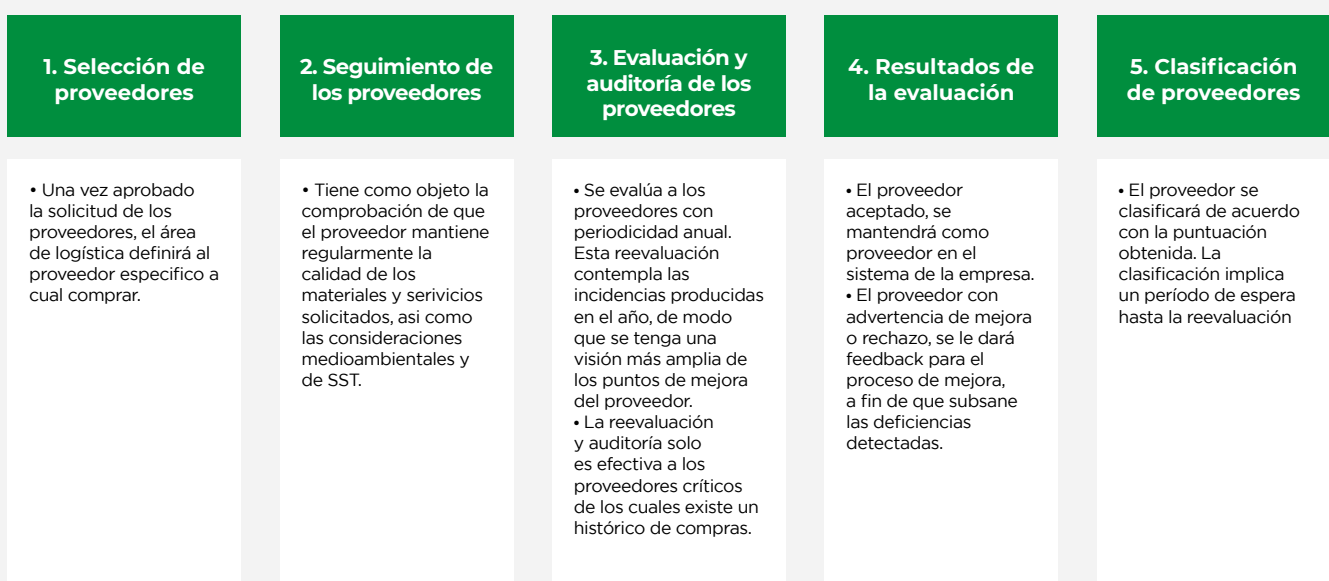 1. Selección de
proveedores
• Una vez aprobado
la solicitud de los
proveedores, el área
de logística definirá al
proveedor especifico a
cual comprar.
2. Seguimiento de
los proveedores
• Tiene como objeto la
comprobación de que
el proveedor mantiene
regularmente la
calidad de los
materiales y serivicios
solicitados, asi como
las consideraciones
medioambientales y
de SST.
3. Evaluación y
auditoría de los
proveedores
• Se evalúa a los
proveedores con
periodicidad anual.
Esta reevaluación
contempla las
incidencias producidas
en el año, de modo
que se tenga una
visión más amplia de
los puntos de mejora
del proveedor.
• La reevaluación
y auditoría solo
es efectiva a los
proveedores críticos
de los cuales existe un
histórico de compras.
4. Resultados de
la evaluación
• El proveedor
aceptado, se
mantendrá como
proveedor en el
sistema de la empresa.
• El proveedor con
advertencia de mejora
o rechazo, se le dará
feedback para el
proceso de mejora,
a fin de que subsane
las deficiencias
detectadas.
5. Clasificación
de proveedores
• El proveedor se
clasificará de acuerdo
con la puntuación
obtenida. La
clasificación implica
un período de espera
hasta la reevaluación